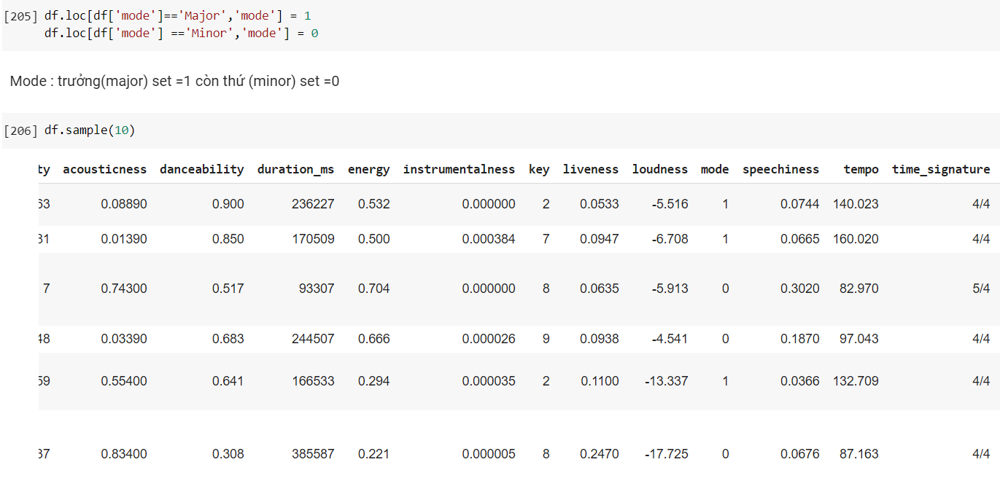 [205] df.loc[df['mode']=='Major','mode'] = 1
df.loc[df['mode'] =='Minor','mode'] = 0
Mode : trưởng(major) set =1 còn thứ (minor) set =0
[206] df.sample(10)
ty acousticness danceability duration_ms energy instrumentalness key liveness loudness mode speechiness tempo time_signature
63 0.08890 0.900 236227 0.532 0.000000 2 0.0533 -5.516 1 0.0744 140.023 4/4
31 0.01390 0.850 170509 0.500 0.000384 7 0.0947 -6.708 1 0.0665 160.020 4/4
7 0.74300 0.517 93307 0.704 0.000000 8 0.0635 -5.913 0 0.3020 82.970 5/4
48 0.03390 0.683 244507 0.666 0.000026 9 0.0938 -4.541 0 0.1870 97.043 4/4
59 0.55400 0.641 166533 0.294 0.000035 2 0.1100 -13.337 1 0.0366 132.709 4/4
37 0.83400 0.308 385587 0.221 0.000005 8 0.2470 -17.725 0 0.0676 87.163 4/4